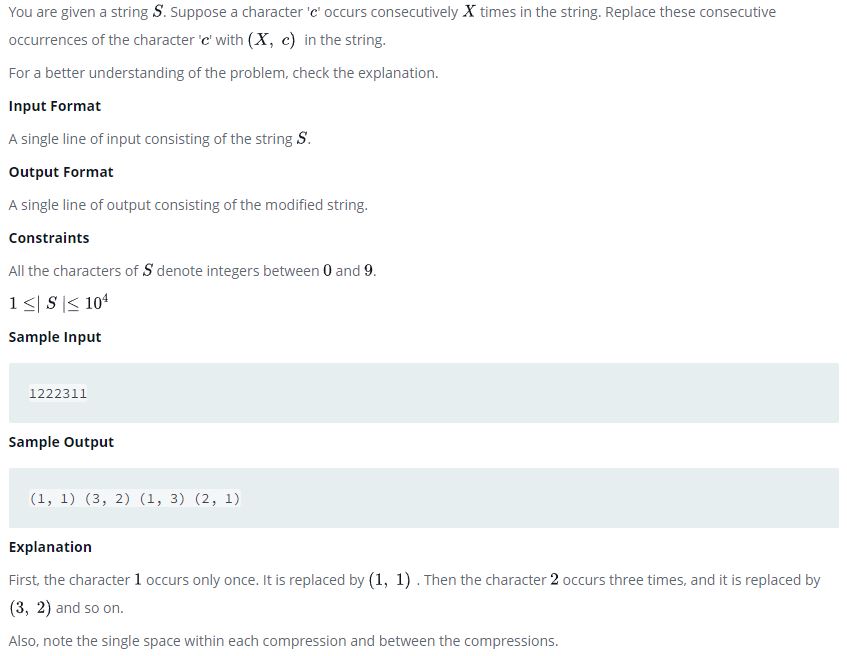 You are given a string S. Suppose a character 'c' occurs consecutively X times in the string. Replace these consecutive
occurrences of the character 'c' with (X, c) in the string.
For a better understanding of the problem, check the explanation.
Input Format
A single line of input consisting of the string S.
Output Format
A single line of output consisting of the modified string.
Constraints
All the characters of S denote integers between 0 and 9.
1 ≤| S |≤ 10⁴
Sample Input
1222311
Sample Output
(1, 1) (3, 2) (1, 3) (2, 1)
Explanation
First, the character 1 occurs only once. It is replaced by (1, 1) . Then the character 2 occurs three times, and it is replaced by
(3, 2) and so on.
Also, note the single space within each compression and between the compressions.